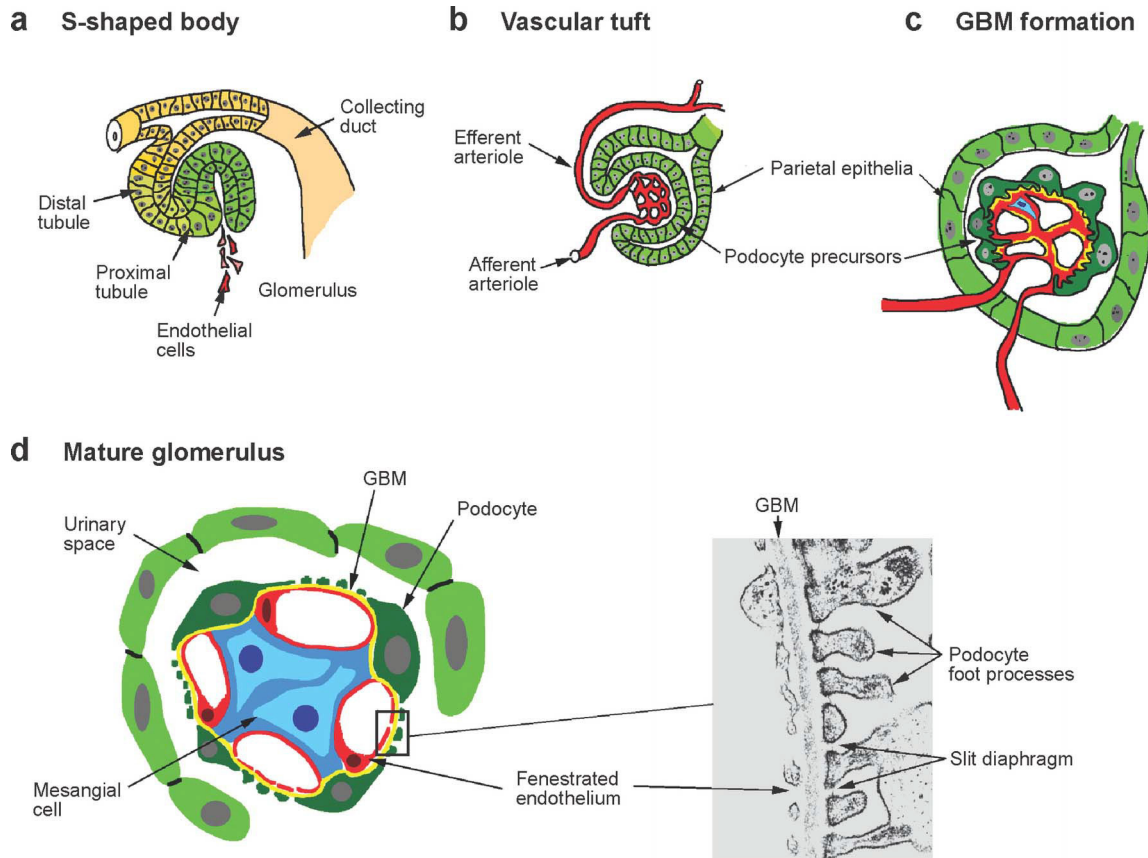 a S-shaped body
b Vascular tuft
c GBM formation
Collecting
duct
Distal
tubule
Proximal
tubule
Glomerulus
Endothelial
cells
Efferent
arteriole
Afferent
arteriole
Parietal epithelia
Podocyte precursors
d Mature glomerulus
GBM
Podocyte
Urinary
space
Mesangial
cell
Fenestrated
endothelium
GBM
Podocyte
foot processes
Slit diaphragm